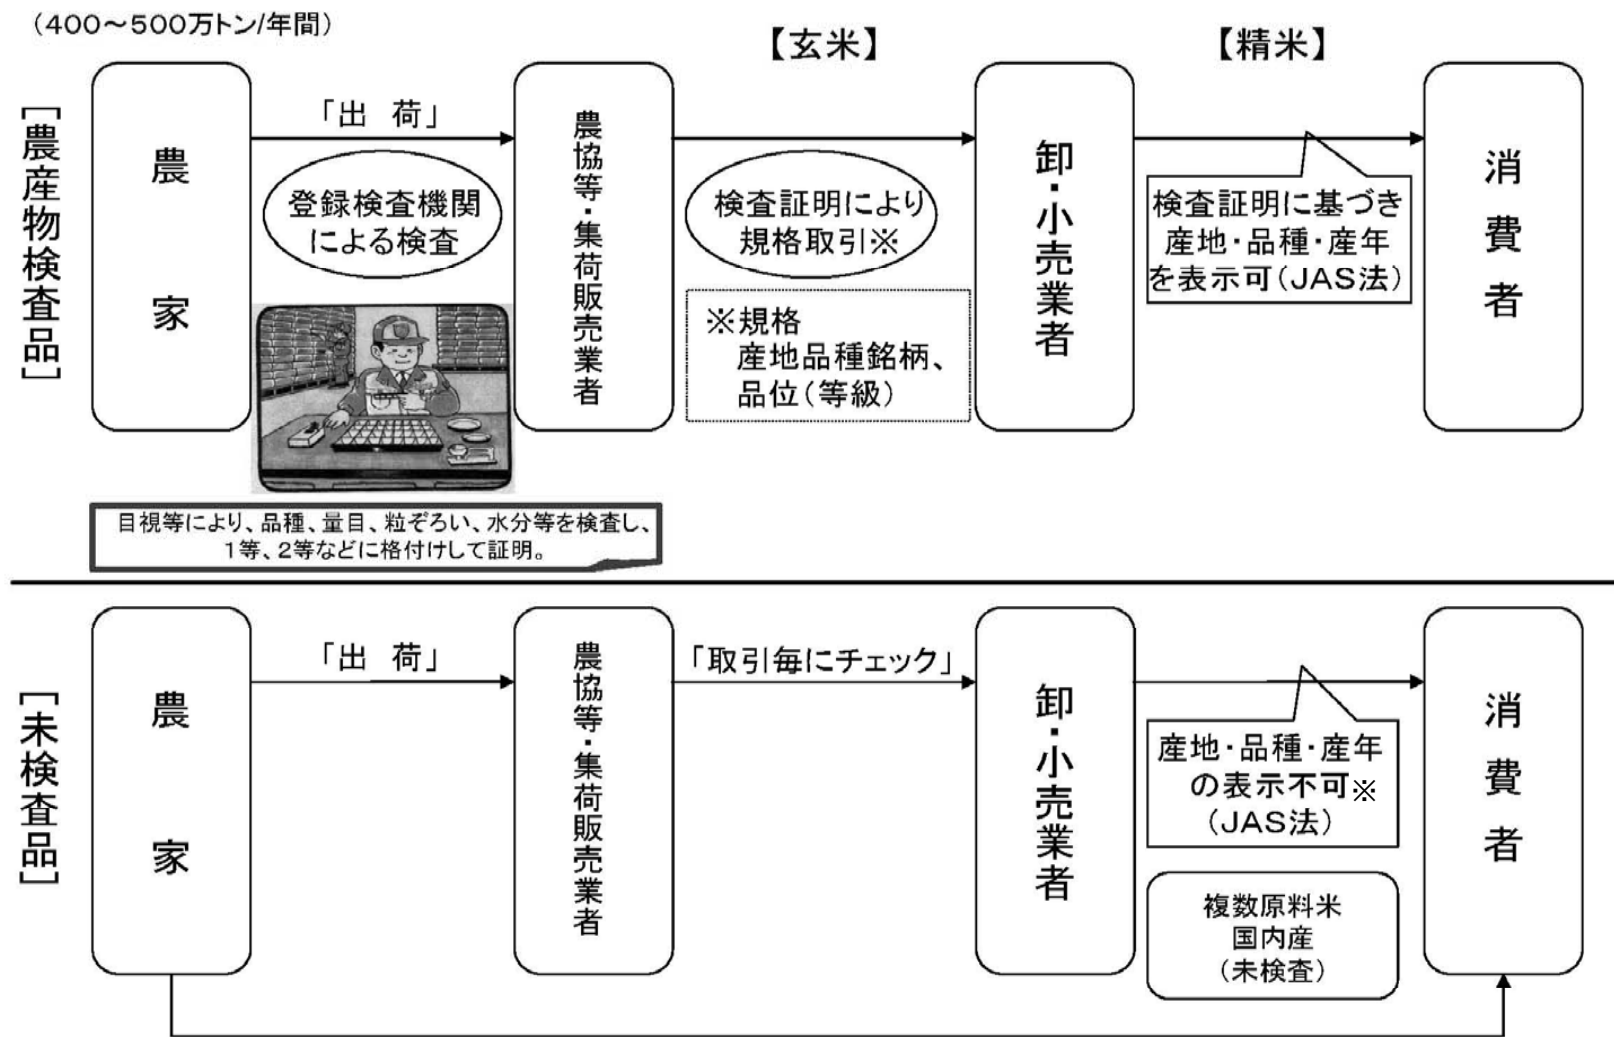 (400～500万トン/年間)
【玄米】
【精米】
[農産物検査品]
農家
「出 荷」
登録検査機関
による検査
農協等・集荷販売業者
検査証明により
規格取引※
※規格
産地品種銘柄、
品位(等級)
卸・小売業者
検査証明に基づき
産地・品種・産年
を表示可(JAS法)
消費者
目視等により、品種、量目、粒ぞろい、水分等を検査し、
1等、2等などに格付けして証明。
[未検査品]
農家
「出 荷」
農協等・集荷販売業者
「取引毎にチェック」
卸・小売業者
産地・品種・産年
の表示不可※
(JAS法)
複数原料米
国内産
(未検査)
消費者